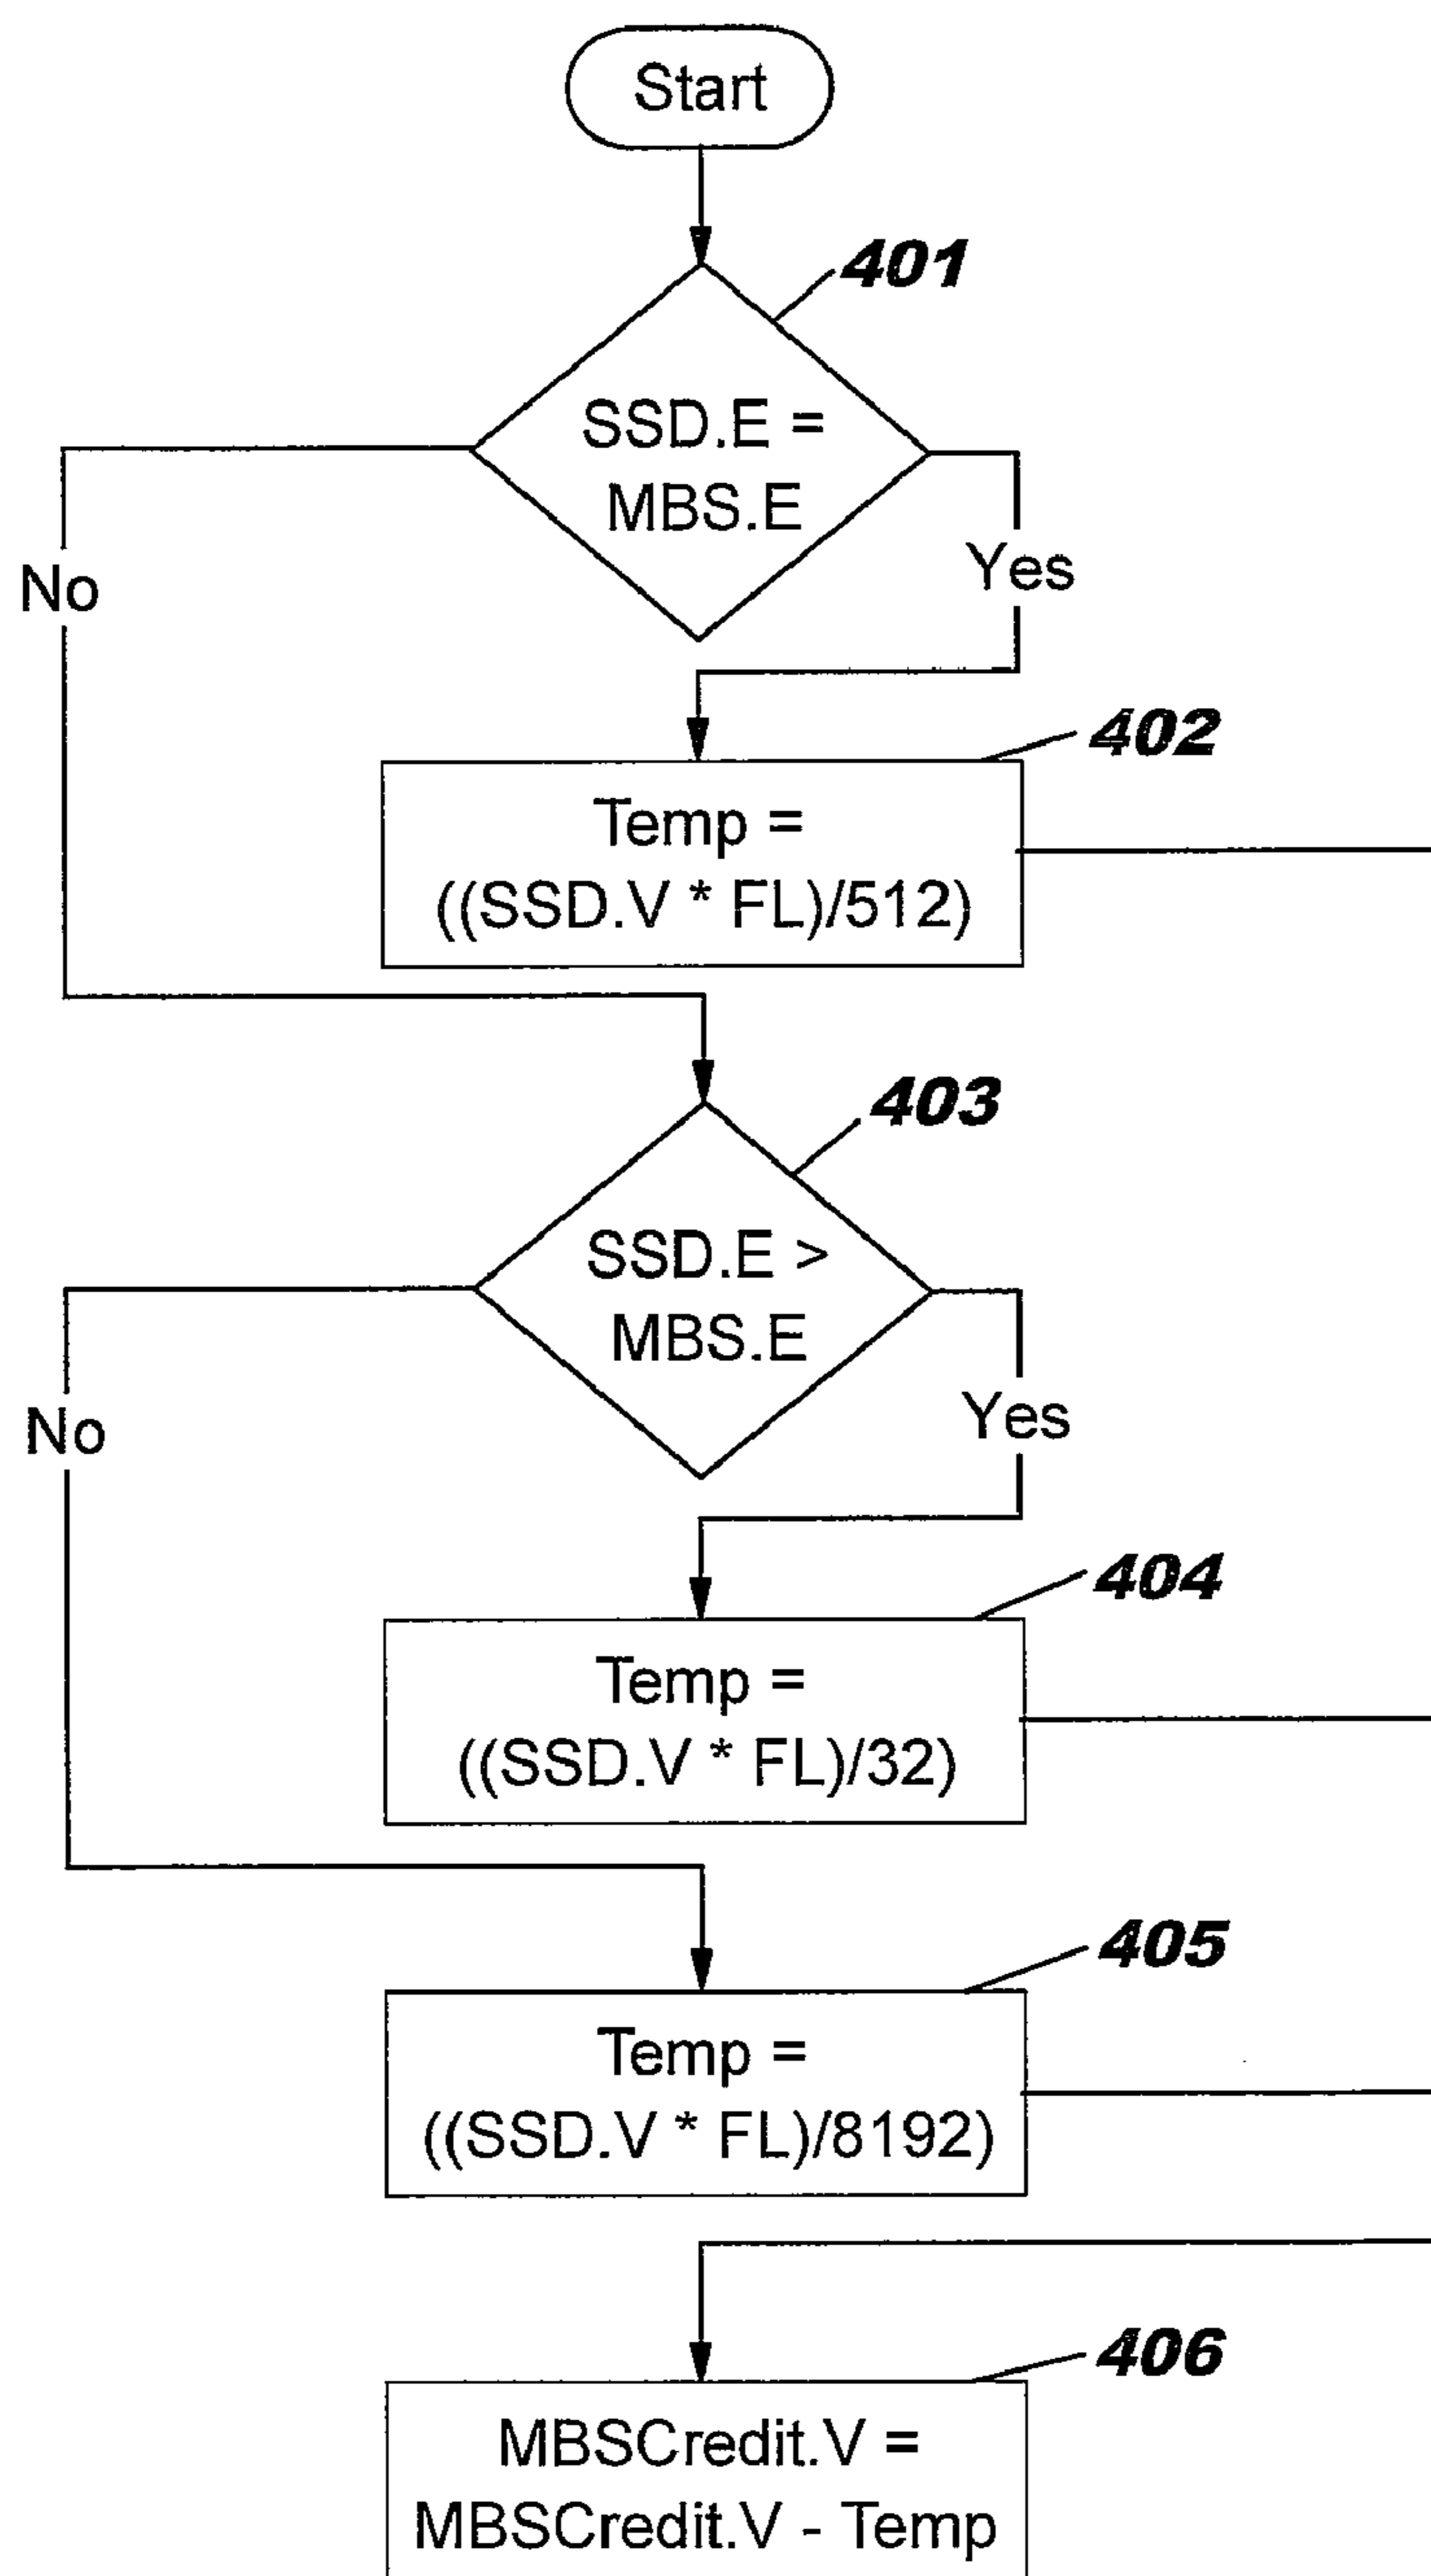 Start
401
SSD.E =
MBS.E
No
Yes
402
Temp =
((SSD.V * FL)/512)
403
SSD.E >
MBS.E
No
Yes
404
Temp =
((SSD.V * FL)/32)
405
Temp =
((SSD.V * FL)/8192)
406
MBSCredit.V =
MBSCredit.V - Temp